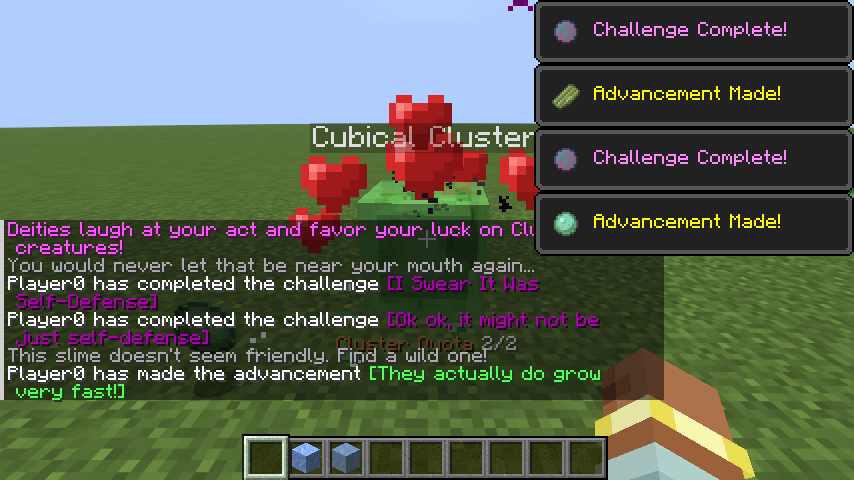 Challenge Complete!
Advancement Made!
Challenge Complete!
Advancement Made!
Cubical Cluster
Deities laugh at your act and favor your luck on
creatures!
You would never let that be near your mouth again...
Player0 has completed the challenge [I Swear It Was
Self-Defense]
Player0 has completed the challenge [Ok ok, it might not be
just self-defense]
Cluster Quota 2/2
This slime doesn't seem friendly. Find a wild one!
Player0 has made the advancement [They actually do grow
very fast!]